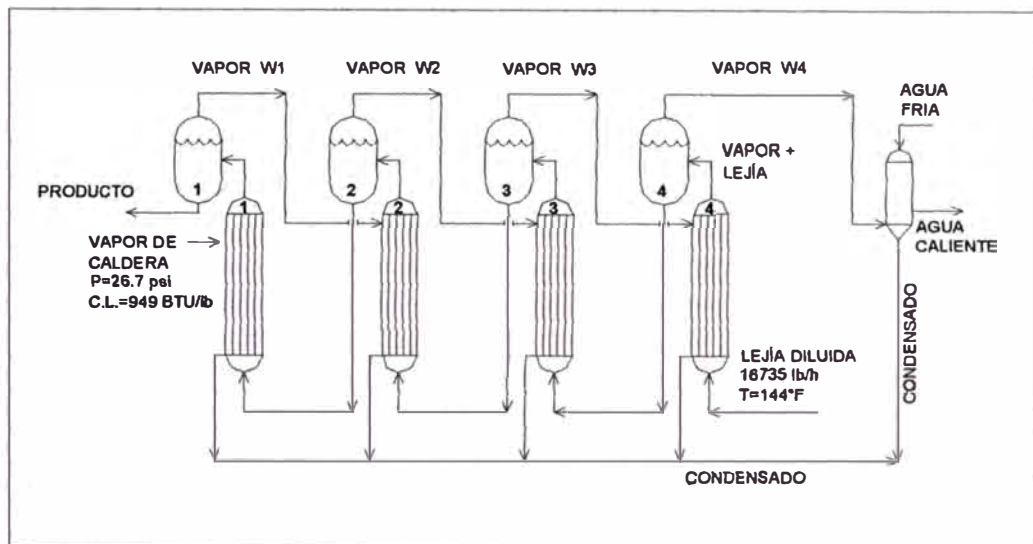 VAPOR W1
VAPOR W2
VAPOR W3
VAPOR W4
AGUA
FRIA
VAPOR +
LEJÍA
1
2
3
4
PRODUCTO
1
2
3
4
AGUA
CALIENTE
VAPOR DE
CALDERA
P=26.7 psi
C.L.=949 BTU/lb
LEJÍA DILUIDA
16735 lb/h
T=144°F
CONDENSADO
CONDENSADO